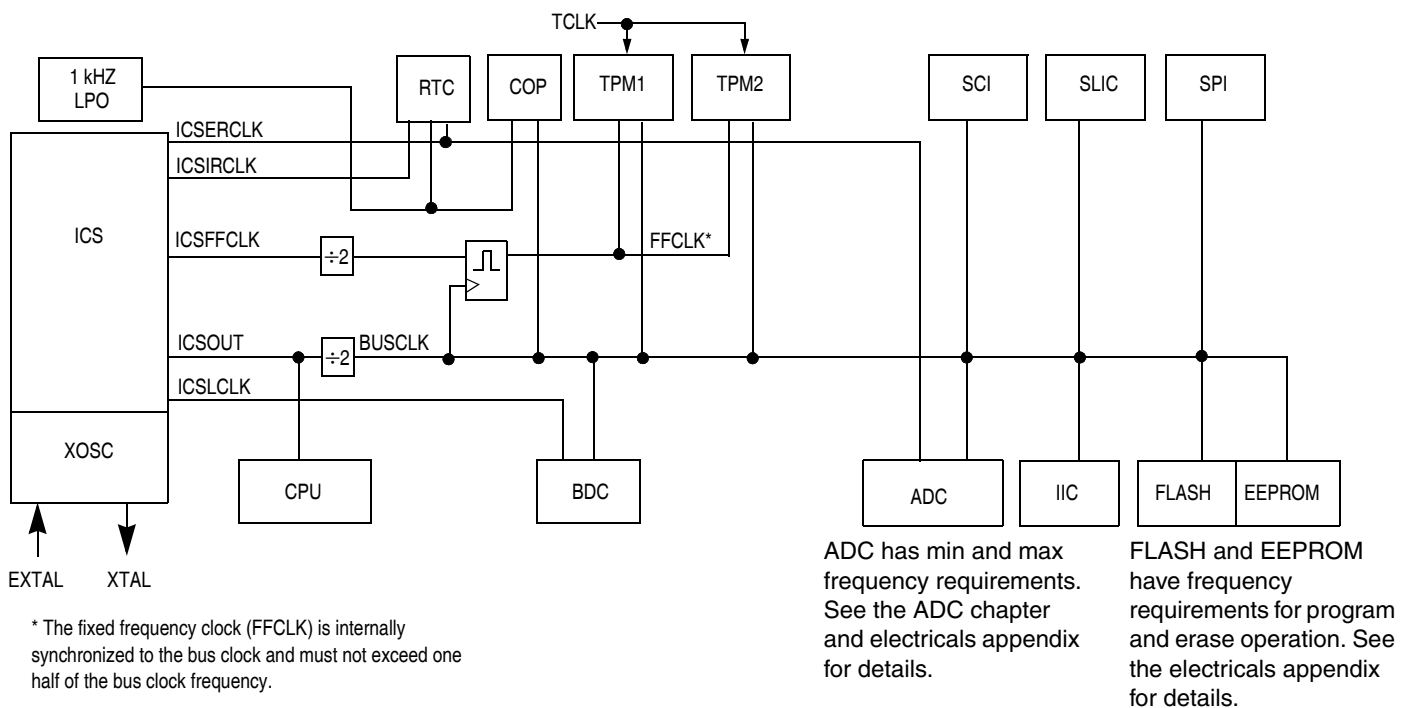 TCLK
1 kHZ
LPO
RTC
COP
TPM1
TPM2
SCI
SLIC
SPI
ICSERCLK
ICSIRCLK
ICS
ICSFFCLK
÷2
FFCLK*
ICSOUT
÷2
BUSCLK
ICSLCLK
XOSC
CPU
BDC
ADC
IIC
FLASH
EEPROM
EXTAL
XTAL
ADC has min and max
frequency requirements.
See the ADC chapter
and electricals appendix
for details.
FLASH and EEPROM
have frequency
requirements for program
and erase operation. See
the electricals appendix
for details.
* The fixed frequency clock (FFCLK) is internally
synchronized to the bus clock and must not exceed one
half of the bus clock frequency.